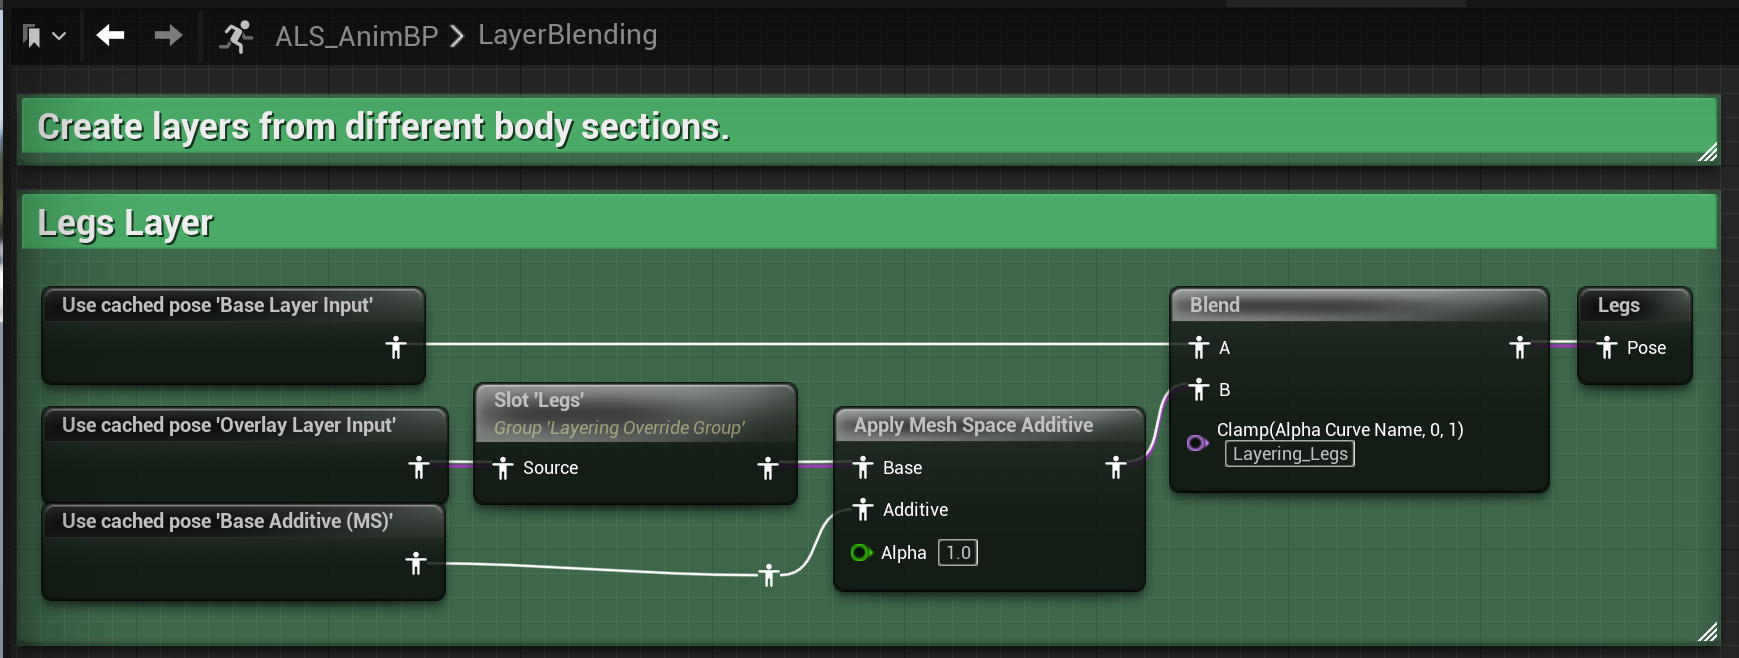 ALS_AnimBP
LayerBlending
Create layers from different body sections.
Legs Layer
Use cached pose 'Base Layer Input'
Use cached pose 'Overlay Layer Input'
Use cached pose 'Base Additive (MS)'
Slot 'Legs'
Group 'Layering Override Group'
Source
Apply Mesh Space Additive
Base
Additive
Alpha 1.0
Blend
A
B
Clamp(Alpha Curve Name, 0, 1)
Layering_Legs
Legs
Pose